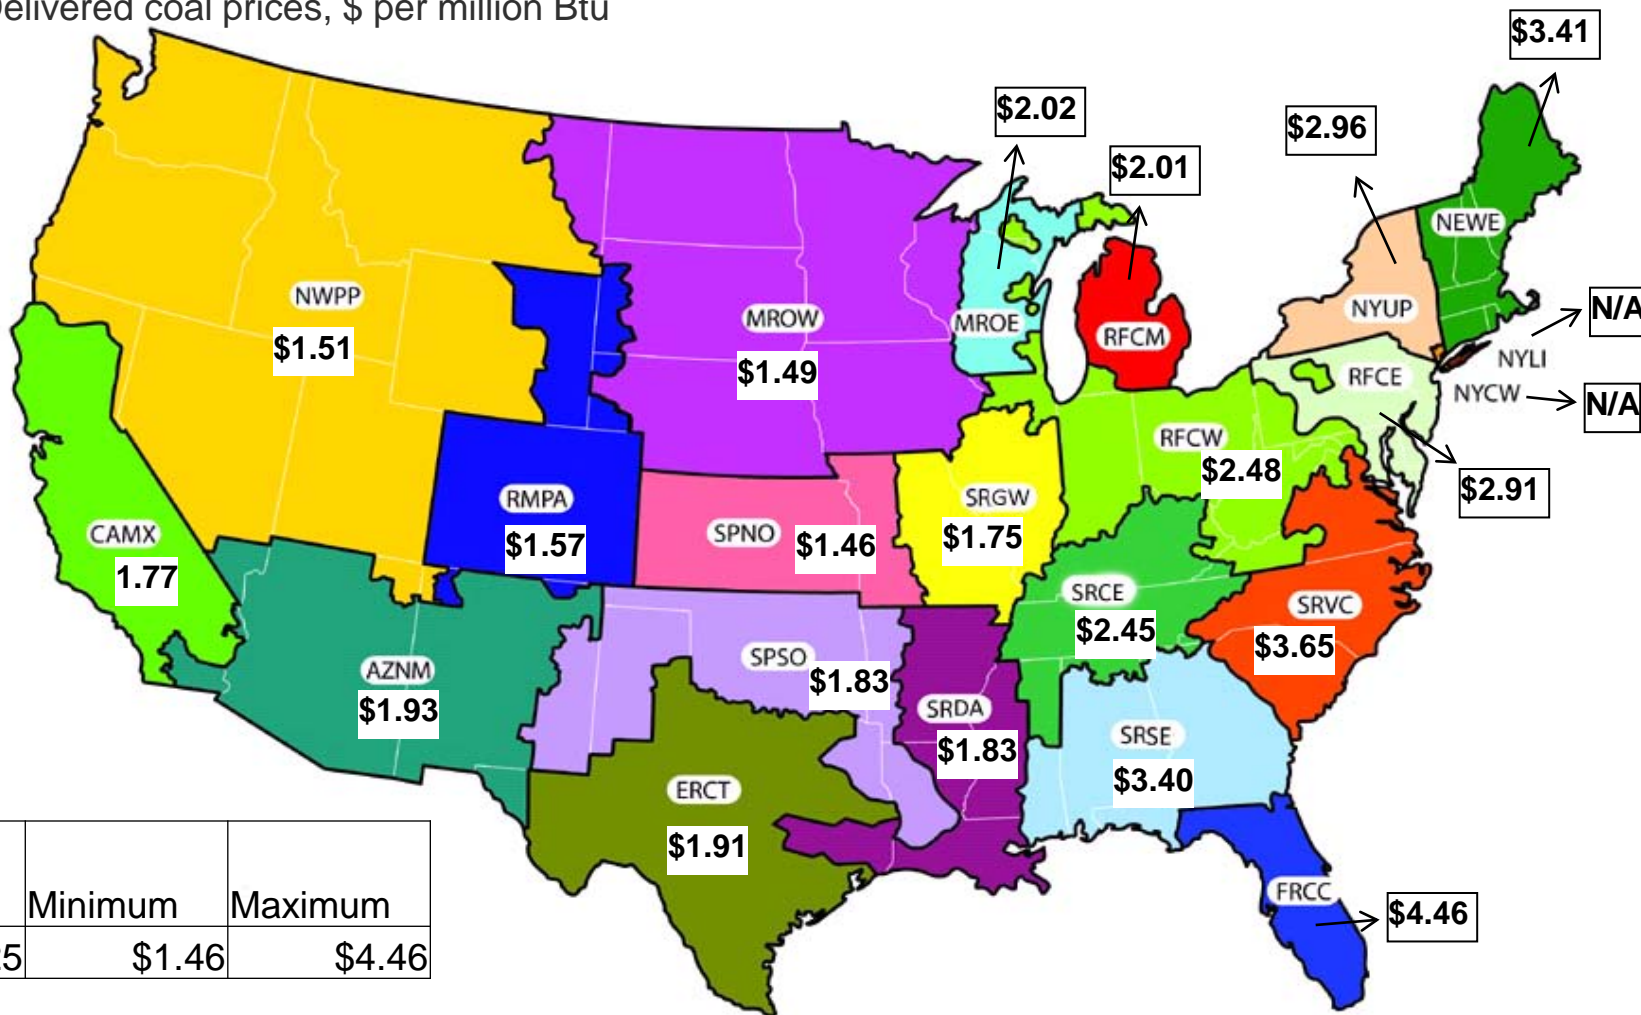 Delivered coal prices, $ per million Btu
$3.41
$2.02
$2.96
$2.01
NEWE
NWPP
$1.51
MROW
$1.49
MROE
RFCM
NYUP
N/A
NYLI
RFCE
NYCW
N/A
RFCW
$2.48
$2.91
RMPA
$1.57
SPNO
$1.46
SRGW
$1.75
CAMX
1.77
SRCE
$2.45
SRVC
$3.65
AZNM
$1.93
SPSO
$1.83
SRDA
$1.83
SRSE
$3.40
ERCT
$1.91
FRCC
$4.46
Minimum Maximum
5 $1.46 $4.46